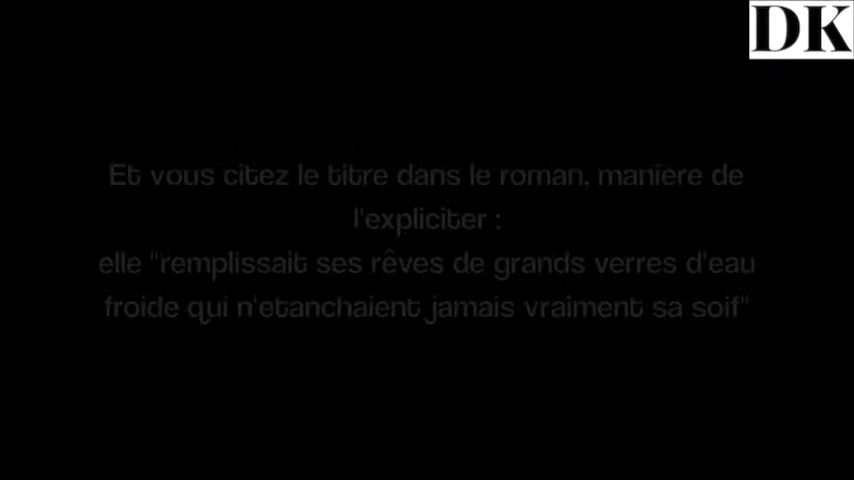 DK
Et vous citez le titre dans le roman, manière de
l'expliciter :
elle "remplissait ses rêves de grands verres d'eau
froide qui n'etanchaient jamais vraiment sa soif"